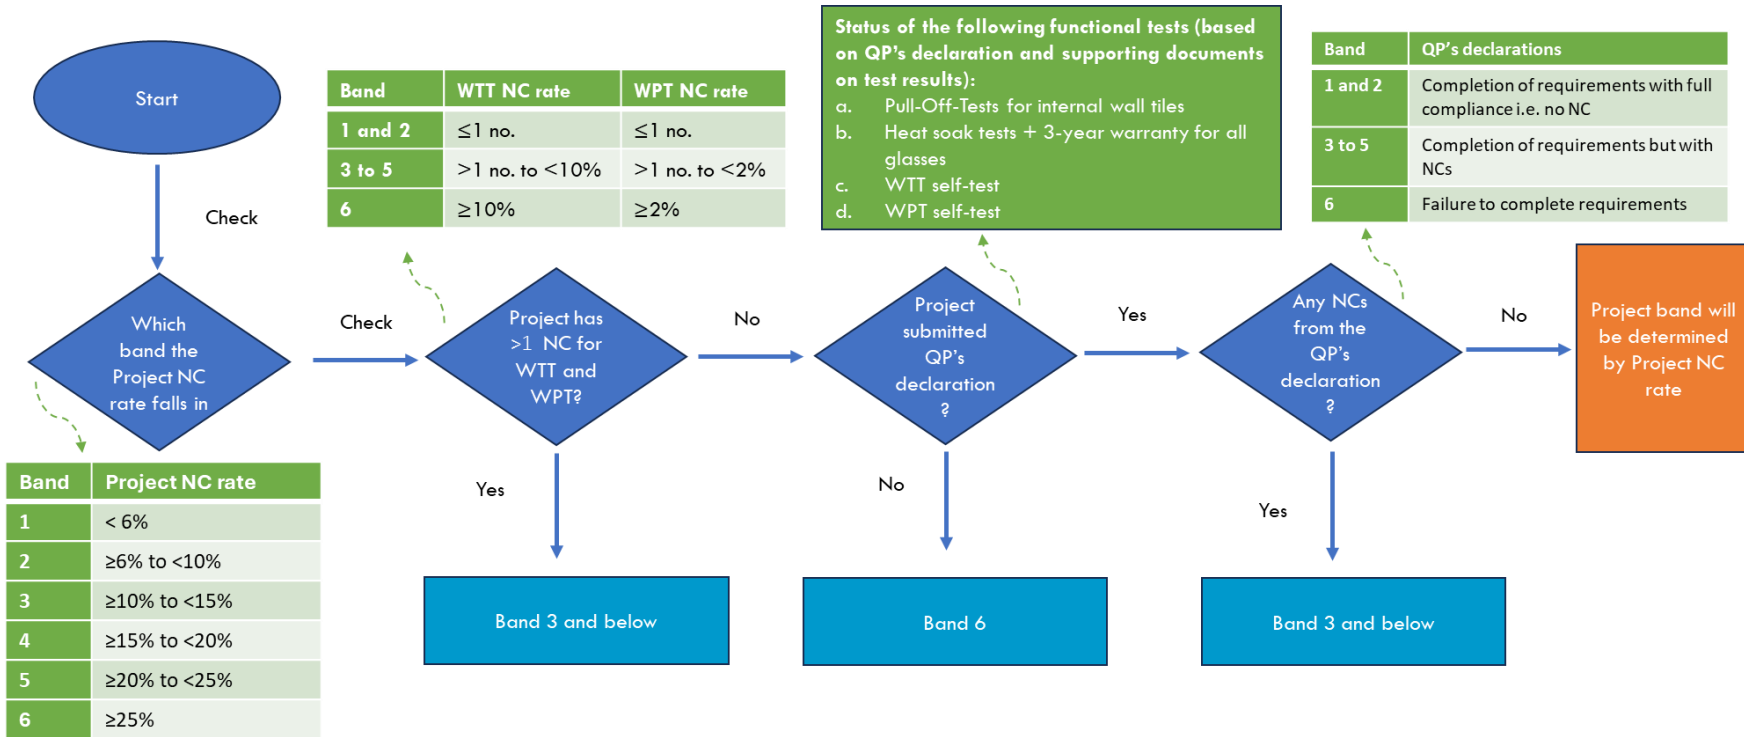 Start
Check
Which
band the
Project NC
rate falls in
Band Project NC rate
1 < 6%
2 ≥6% to <10%
3 ≥10% to <15%
4 ≥15% to <20%
5 ≥20% to <25%
6 ≥25%
Check
Band WTT NC rate WPT NC rate
1 and 2 ≤1 no. ≤1 no.
3 to 5 >1 no. to <10% >1 no. to <2%
6 ≥10% ≥2%
Project has
>1 NC for
WTT and
WPT?
Yes
Band 3 and below
No
Status of the following functional tests (based
on QP's declaration and supporting documents
on test results):
a. Pull-Off-Tests for internal wall tiles
b. Heat soak tests + 3-year warranty for all
glasses
c. WTT self-test
d. WPT self-test
Project
submitted
QP's
declaration
?
No
Band 6
Yes
Band QP's declarations
1 and 2 Completion of requirements with full
compliance i.e. no NC
3 to 5 Completion of requirements but with
NCs
6 Failure to complete requirements
Any NCs
from the
QP's
declaration
?
Yes
Band 3 and below
No
Project band will
be determined
by Project NC
rate